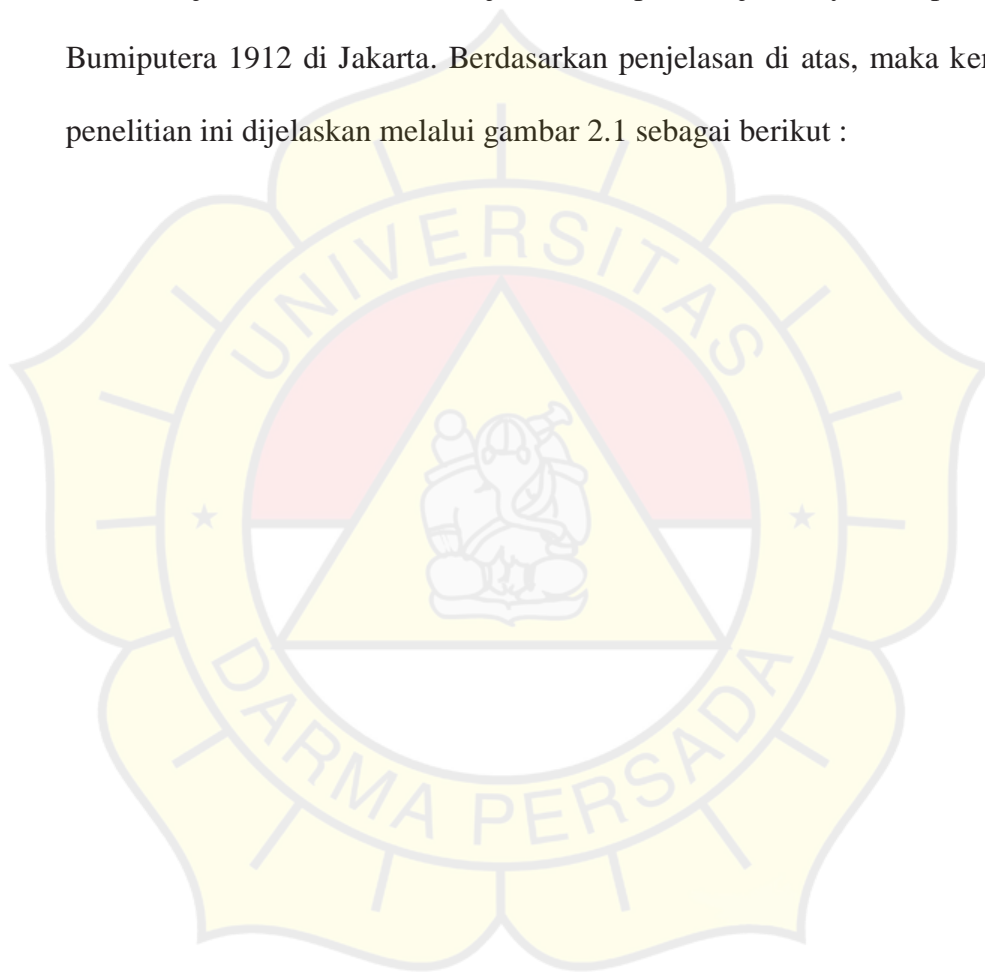 Bumiputera 1912 di Jakarta. Berdasarkan penjelasan di atas, maka
penelitian ini dijelaskan melalui gambar 2.1 sebagai berikut :
UNIVERSITAS
DARMA PERSADA